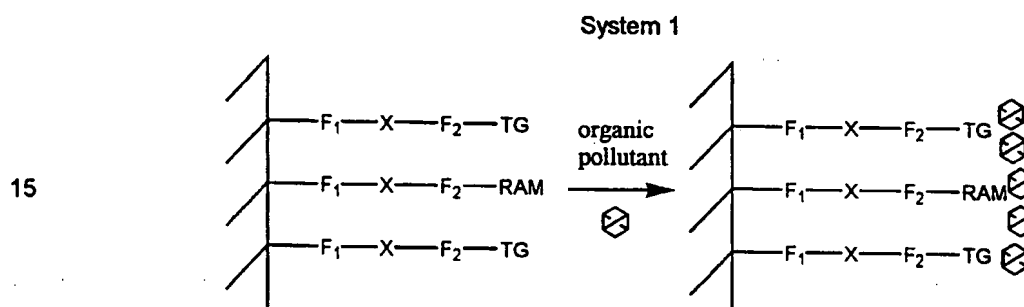 System 1
F₁—X—F₂—TG
organic
pollutant
F₁—X—F₂—TG
15
F₁—X—F₂—RAM
F₁—X—F₂—RAM
F₁—X—F₂—TG
F₁—X—F₂—TG